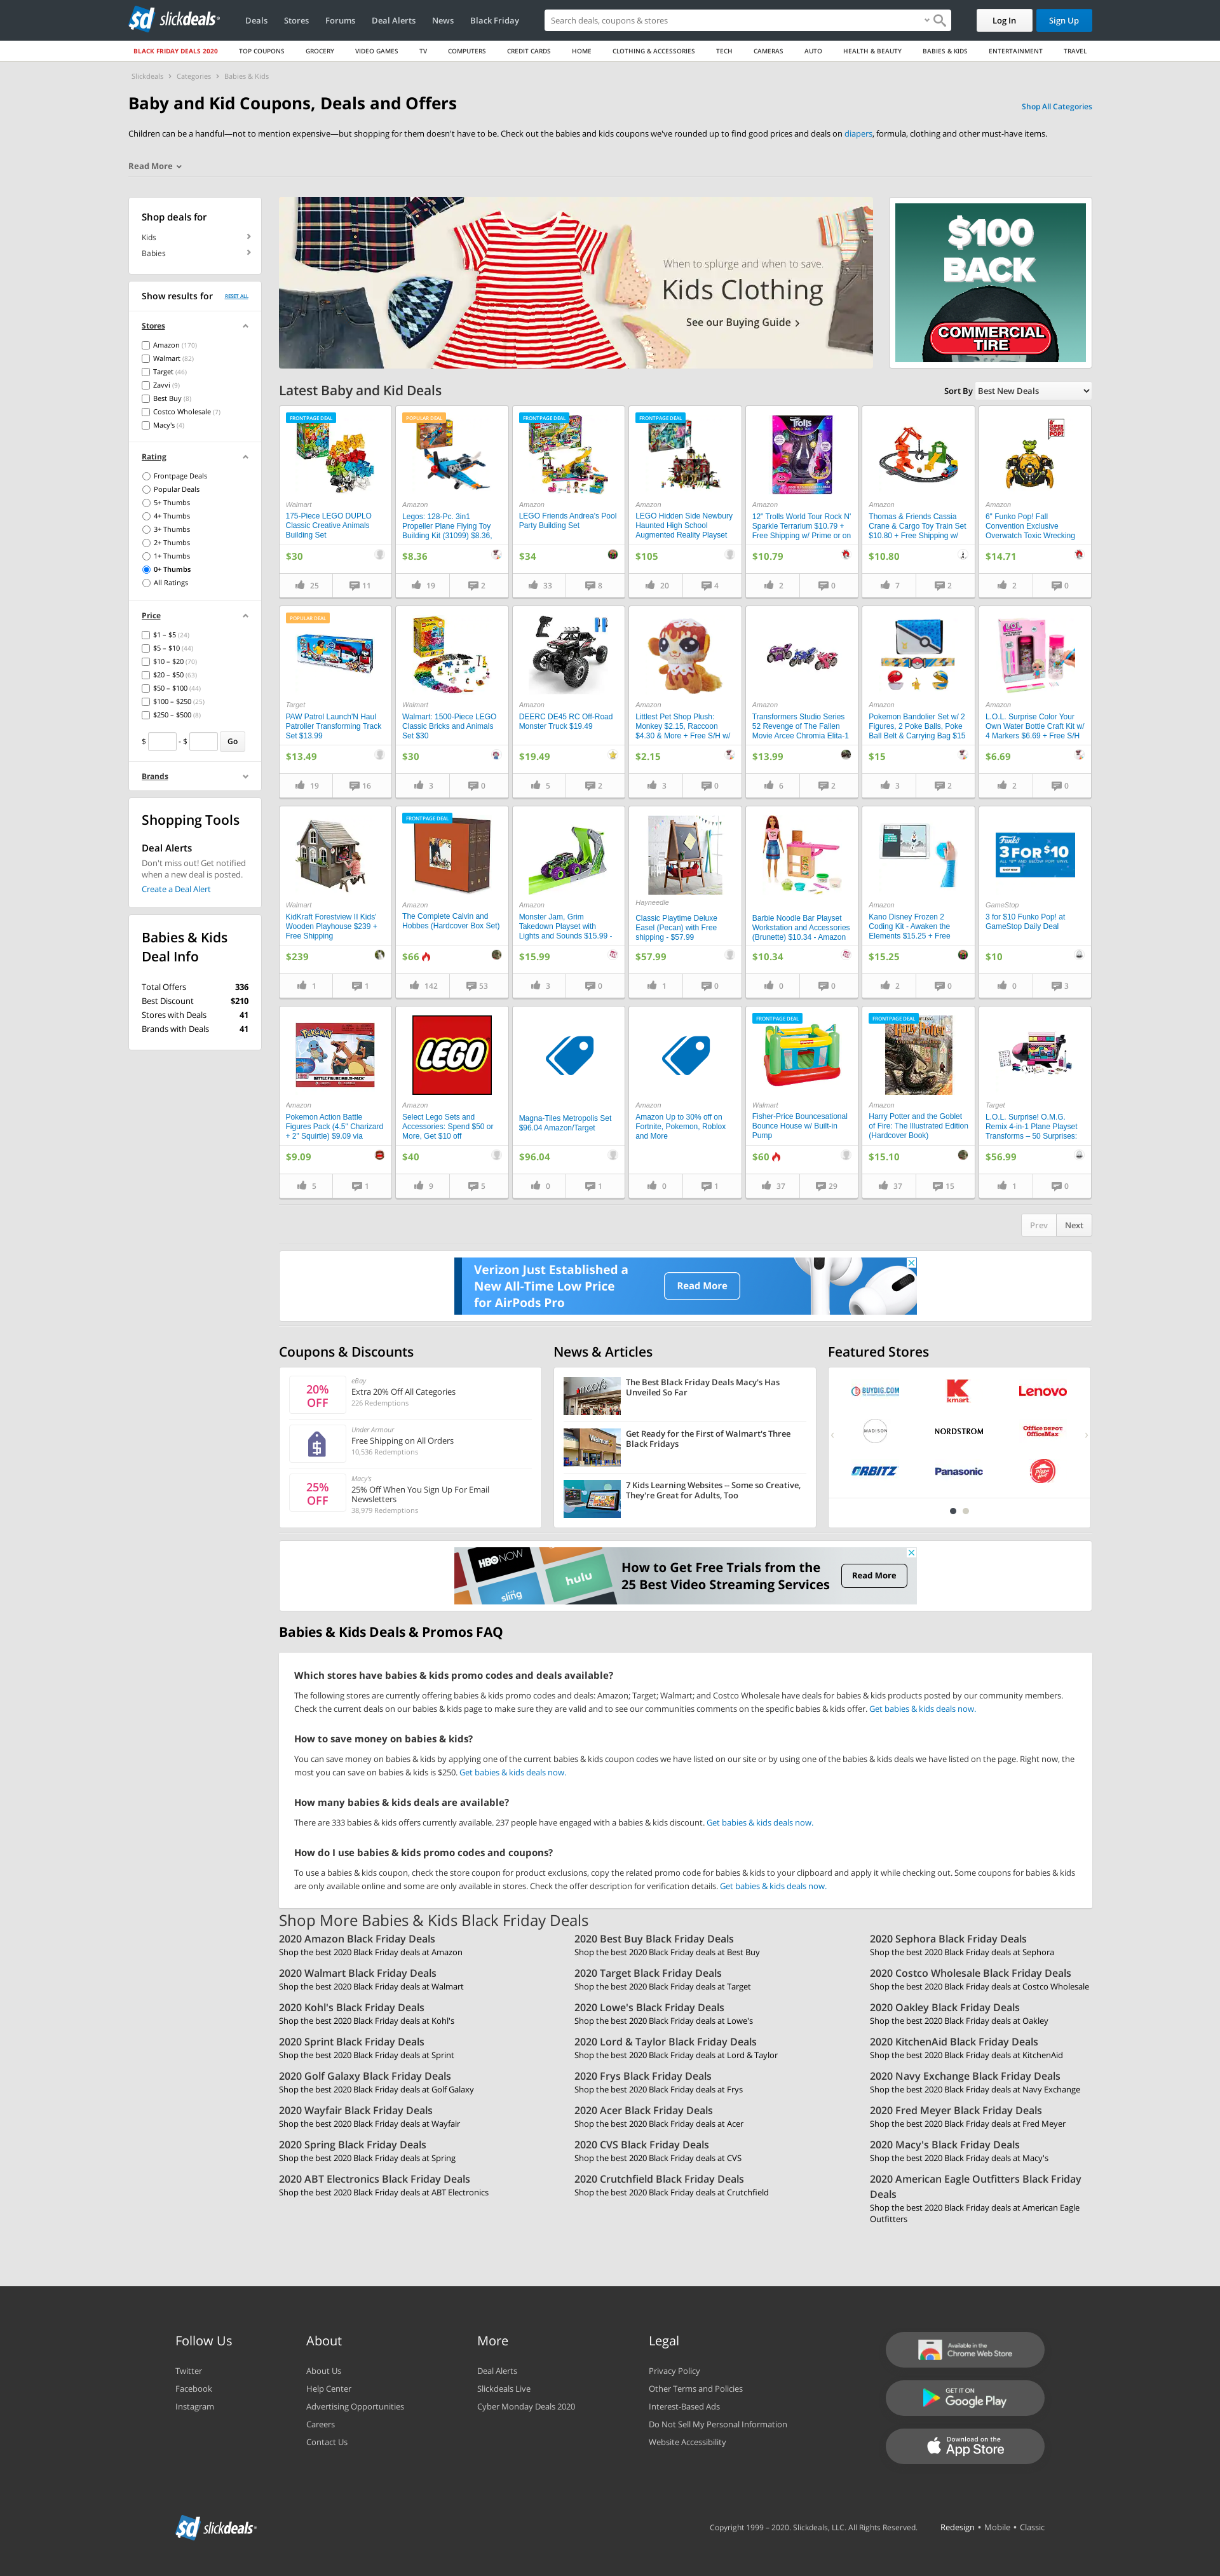 sd slickdeals
Deals Stores Forums Deal Alerts News Black Friday
Search deals, coupons & stores
Log In
Sign Up
BLACK FRIDAY DEALS 2020 TOP COUPONS GROCERY VIDEO GAMES TV COMPUTERS CREDIT CARDS HOME CLOTHING & ACCESSORIES TECH CAMERAS AUTO HEALTH & BEAUTY BABIES & KIDS ENTERTAINMENT TRAVEL
Slickdeals › Categories › Babies & Kids
Baby and Kid Coupons, Deals and Offers
Shop All Categories
Children can be a handful—not to mention expensive—but shopping for them doesn't have to be. Check out the babies and kids coupons we've rounded up to find good prices and deals on diapers, formula, clothing and other must-have items.
Read More
Shop deals for
Kids
Babies
Show results for RESET ALL
Stores
Amazon (170)
Walmart (82)
Target (46)
Zavvi (9)
Best Buy (8)
Costco Wholesale (7)
Macy's (4)
Rating
Frontpage Deals
Popular Deals
5+ Thumbs
4+ Thumbs
3+ Thumbs
2+ Thumbs
1+ Thumbs
0+ Thumbs
All Ratings
Price
$1 – $5 (24)
$5 – $10 (44)
$10 – $20 (70)
$20 – $50 (63)
$50 – $100 (44)
$100 – $250 (25)
$250 – $500 (8)
$ - $ Go
Brands
Shopping Tools
Deal Alerts
Don't miss out! Get notified
when a new deal is posted.
Create a Deal Alert
Babies & Kids
Deal Info
Total Offers 336
Best Discount $210
Stores with Deals 41
Brands with Deals 41
When to splurge and when to save.
Kids Clothing
See our Buying Guide
$100
BACK
COMMERCIAL
TIRE
Latest Baby and Kid Deals
Sort By Best New Deals
FRONTPAGE DEAL
Walmart
175-Piece LEGO DUPLO
Classic Creative Animals
Building Set
$30
25 11
POPULAR DEAL
Amazon
Legos: 128-Pc. 3in1
Propeller Plane Flying Toy
Building Kit (31099) $8.36,
$8.36
19 2
FRONTPAGE DEAL
Amazon
LEGO Friends Andrea's Pool
Party Building Set
$34
33 8
FRONTPAGE DEAL
Amazon
LEGO Hidden Side Newbury
Haunted High School
Augmented Reality Playset
$105
20 4
Amazon
12" Trolls World Tour Rock N'
Sparkle Terrarium $10.79 +
Free Shipping w/ Prime or on
$10.79
2 0
Amazon
Thomas & Friends Cassia
Crane & Cargo Toy Train Set
$10.80 + Free Shipping w/
$10.80
7 2
Amazon
6" Funko Pop! Fall
Convention Exclusive
Overwatch Toxic Wrecking
$14.71
2 0
POPULAR DEAL
Target
PAW Patrol Launch'N Haul
Patroller Transforming Track
Set $13.99
$13.49
19 16
Walmart
Walmart: 1500-Piece LEGO
Classic Bricks and Animals
Set $30
$30
3 0
Amazon
DEERC DE45 RC Off-Road
Monster Truck $19.49
$19.49
5 2
Amazon
Littlest Pet Shop Plush:
Monkey $2.15, Raccoon
$4.30 & More + Free S/H w/
$2.15
3 0
Amazon
Transformers Studio Series
52 Revenge of The Fallen
Movie Arcee Chromia Elita-1
$13.99
6 2
Amazon
Pokemon Bandolier Set w/ 2
Figures, 2 Poke Balls, Poke
Ball Belt & Carrying Bag $15
$15
3 2
Amazon
L.O.L. Surprise Color Your
Own Water Bottle Craft Kit w/
4 Markers $6.69 + Free S/H
$6.69
2 0
Walmart
KidKraft Forestview II Kids'
Wooden Playhouse $239 +
Free Shipping
$239
1 1
FRONTPAGE DEAL
Amazon
The Complete Calvin and
Hobbes (Hardcover Box Set)
$66
142 53
Amazon
Monster Jam, Grim
Takedown Playset with
Lights and Sounds $15.99 -
$15.99
3 0
Hayneedle
Classic Playtime Deluxe
Easel (Pecan) with Free
shipping - $57.99
$57.99
1 0
Barbie Noodle Bar Playset
Workstation and Accessories
(Brunette) $10.34 - Amazon
$10.34
0 0
Amazon
Kano Disney Frozen 2
Coding Kit - Awaken the
Elements $15.25 + Free
$15.25
2 0
Funko
3 FOR $10
GameStop
3 for $10 Funko Pop! at
GameStop Daily Deal
$10
0 3
Amazon
Pokemon Action Battle
Figures Pack (4.5" Charizard
+ 2" Squirtle) $9.09 via
$9.09
5 1
LEGO
Amazon
Select Lego Sets and
Accessories: Spend $50 or
More, Get $10 off
$40
9 5
Magna-Tiles Metropolis Set
$96.04 Amazon/Target
$96.04
0 1
Amazon
Amazon Up to 30% off on
Fortnite, Pokemon, Roblox
and More
0 1
FRONTPAGE DEAL
Walmart
Fisher-Price Bouncesational
Bounce House w/ Built-in
Pump
$60
37 29
FRONTPAGE DEAL
Harry Potter
Amazon
Harry Potter and the Goblet
of Fire: The Illustrated Edition
(Hardcover Book)
$15.10
37 15
Target
L.O.L. Surprise! O.M.G.
Remix 4-in-1 Plane Playset
Transforms – 50 Surprises:
$56.99
1 0
Prev Next
Verizon Just Established a
New All-Time Low Price
for AirPods Pro
Read More
Coupons & Discounts
20%
OFF
eBay
Extra 20% Off All Categories
226 Redemptions
Under Armour
Free Shipping on All Orders
10,536 Redemptions
25%
OFF
Macy's
25% Off When You Sign Up For Email
Newsletters
38,979 Redemptions
News & Articles
The Best Black Friday Deals Macy's Has
Unveiled So Far
Get Ready for the First of Walmart's Three
Black Fridays
7 Kids Learning Websites -- Some so Creative,
They're Great for Adults, Too
Featured Stores
BUYDIG.COM
kmart
Lenovo
MADISON
NORDSTROM
Office DEPOT
OfficeMax
ORBITZ
Panasonic
Pizza Hut
HBO NOW
sling
hulu
How to Get Free Trials from the
25 Best Video Streaming Services
Read More
Babies & Kids Deals & Promos FAQ
Which stores have babies & kids promo codes and deals available?
The following stores are currently offering babies & kids promo codes and deals: Amazon; Target; Walmart; and Costco Wholesale have deals for babies & kids products posted by our community members.
Check the current deals on our babies & kids page to make sure they are valid and to see our communities comments on the specific babies & kids offer. Get babies & kids deals now.
How to save money on babies & kids?
You can save money on babies & kids by applying one of the current babies & kids coupon codes we have listed on our site or by using one of the babies & kids deals we have listed on the page. Right now, the
most you can save on babies & kids is $250. Get babies & kids deals now.
How many babies & kids deals are available?
There are 333 babies & kids offers currently available. 237 people have engaged with a babies & kids discount. Get babies & kids deals now.
How do I use babies & kids promo codes and coupons?
To use a babies & kids coupon, check the store coupon for product exclusions, copy the related promo code for babies & kids to your clipboard and apply it while checking out. Some coupons for babies & kids
are only available online and some are only available in stores. Check the offer description for verification details. Get babies & kids deals now.
Shop More Babies & Kids Black Friday Deals
2020 Amazon Black Friday Deals
Shop the best 2020 Black Friday deals at Amazon
2020 Best Buy Black Friday Deals
Shop the best 2020 Black Friday deals at Best Buy
2020 Sephora Black Friday Deals
Shop the best 2020 Black Friday deals at Sephora
2020 Walmart Black Friday Deals
Shop the best 2020 Black Friday deals at Walmart
2020 Target Black Friday Deals
Shop the best 2020 Black Friday deals at Target
2020 Costco Wholesale Black Friday Deals
Shop the best 2020 Black Friday deals at Costco Wholesale
2020 Kohl's Black Friday Deals
Shop the best 2020 Black Friday deals at Kohl's
2020 Lowe's Black Friday Deals
Shop the best 2020 Black Friday deals at Lowe's
2020 Oakley Black Friday Deals
Shop the best 2020 Black Friday deals at Oakley
2020 Sprint Black Friday Deals
Shop the best 2020 Black Friday deals at Sprint
2020 Lord & Taylor Black Friday Deals
Shop the best 2020 Black Friday deals at Lord & Taylor
2020 KitchenAid Black Friday Deals
Shop the best 2020 Black Friday deals at KitchenAid
2020 Golf Galaxy Black Friday Deals
Shop the best 2020 Black Friday deals at Golf Galaxy
2020 Frys Black Friday Deals
Shop the best 2020 Black Friday deals at Frys
2020 Navy Exchange Black Friday Deals
Shop the best 2020 Black Friday deals at Navy Exchange
2020 Wayfair Black Friday Deals
Shop the best 2020 Black Friday deals at Wayfair
2020 Acer Black Friday Deals
Shop the best 2020 Black Friday deals at Acer
2020 Fred Meyer Black Friday Deals
Shop the best 2020 Black Friday deals at Fred Meyer
2020 Spring Black Friday Deals
Shop the best 2020 Black Friday deals at Spring
2020 CVS Black Friday Deals
Shop the best 2020 Black Friday deals at CVS
2020 Macy's Black Friday Deals
Shop the best 2020 Black Friday deals at Macy's
2020 ABT Electronics Black Friday Deals
Shop the best 2020 Black Friday deals at ABT Electronics
2020 Crutchfield Black Friday Deals
Shop the best 2020 Black Friday deals at Crutchfield
2020 American Eagle Outfitters Black Friday
Deals
Shop the best 2020 Black Friday deals at American Eagle
Outfitters
Follow Us
Twitter
Facebook
Instagram
About
About Us
Help Center
Advertising Opportunities
Careers
Contact Us
More
Deal Alerts
Slickdeals Live
Cyber Monday Deals 2020
Legal
Privacy Policy
Other Terms and Policies
Interest-Based Ads
Do Not Sell My Personal Information
Website Accessibility
Available in the
Chrome Web Store
GET IT ON
Google Play
Download on the
App Store
sd slickdeals
Copyright 1999 – 2020. Slickdeals, LLC. All Rights Reserved.
Redesign • Mobile • Classic